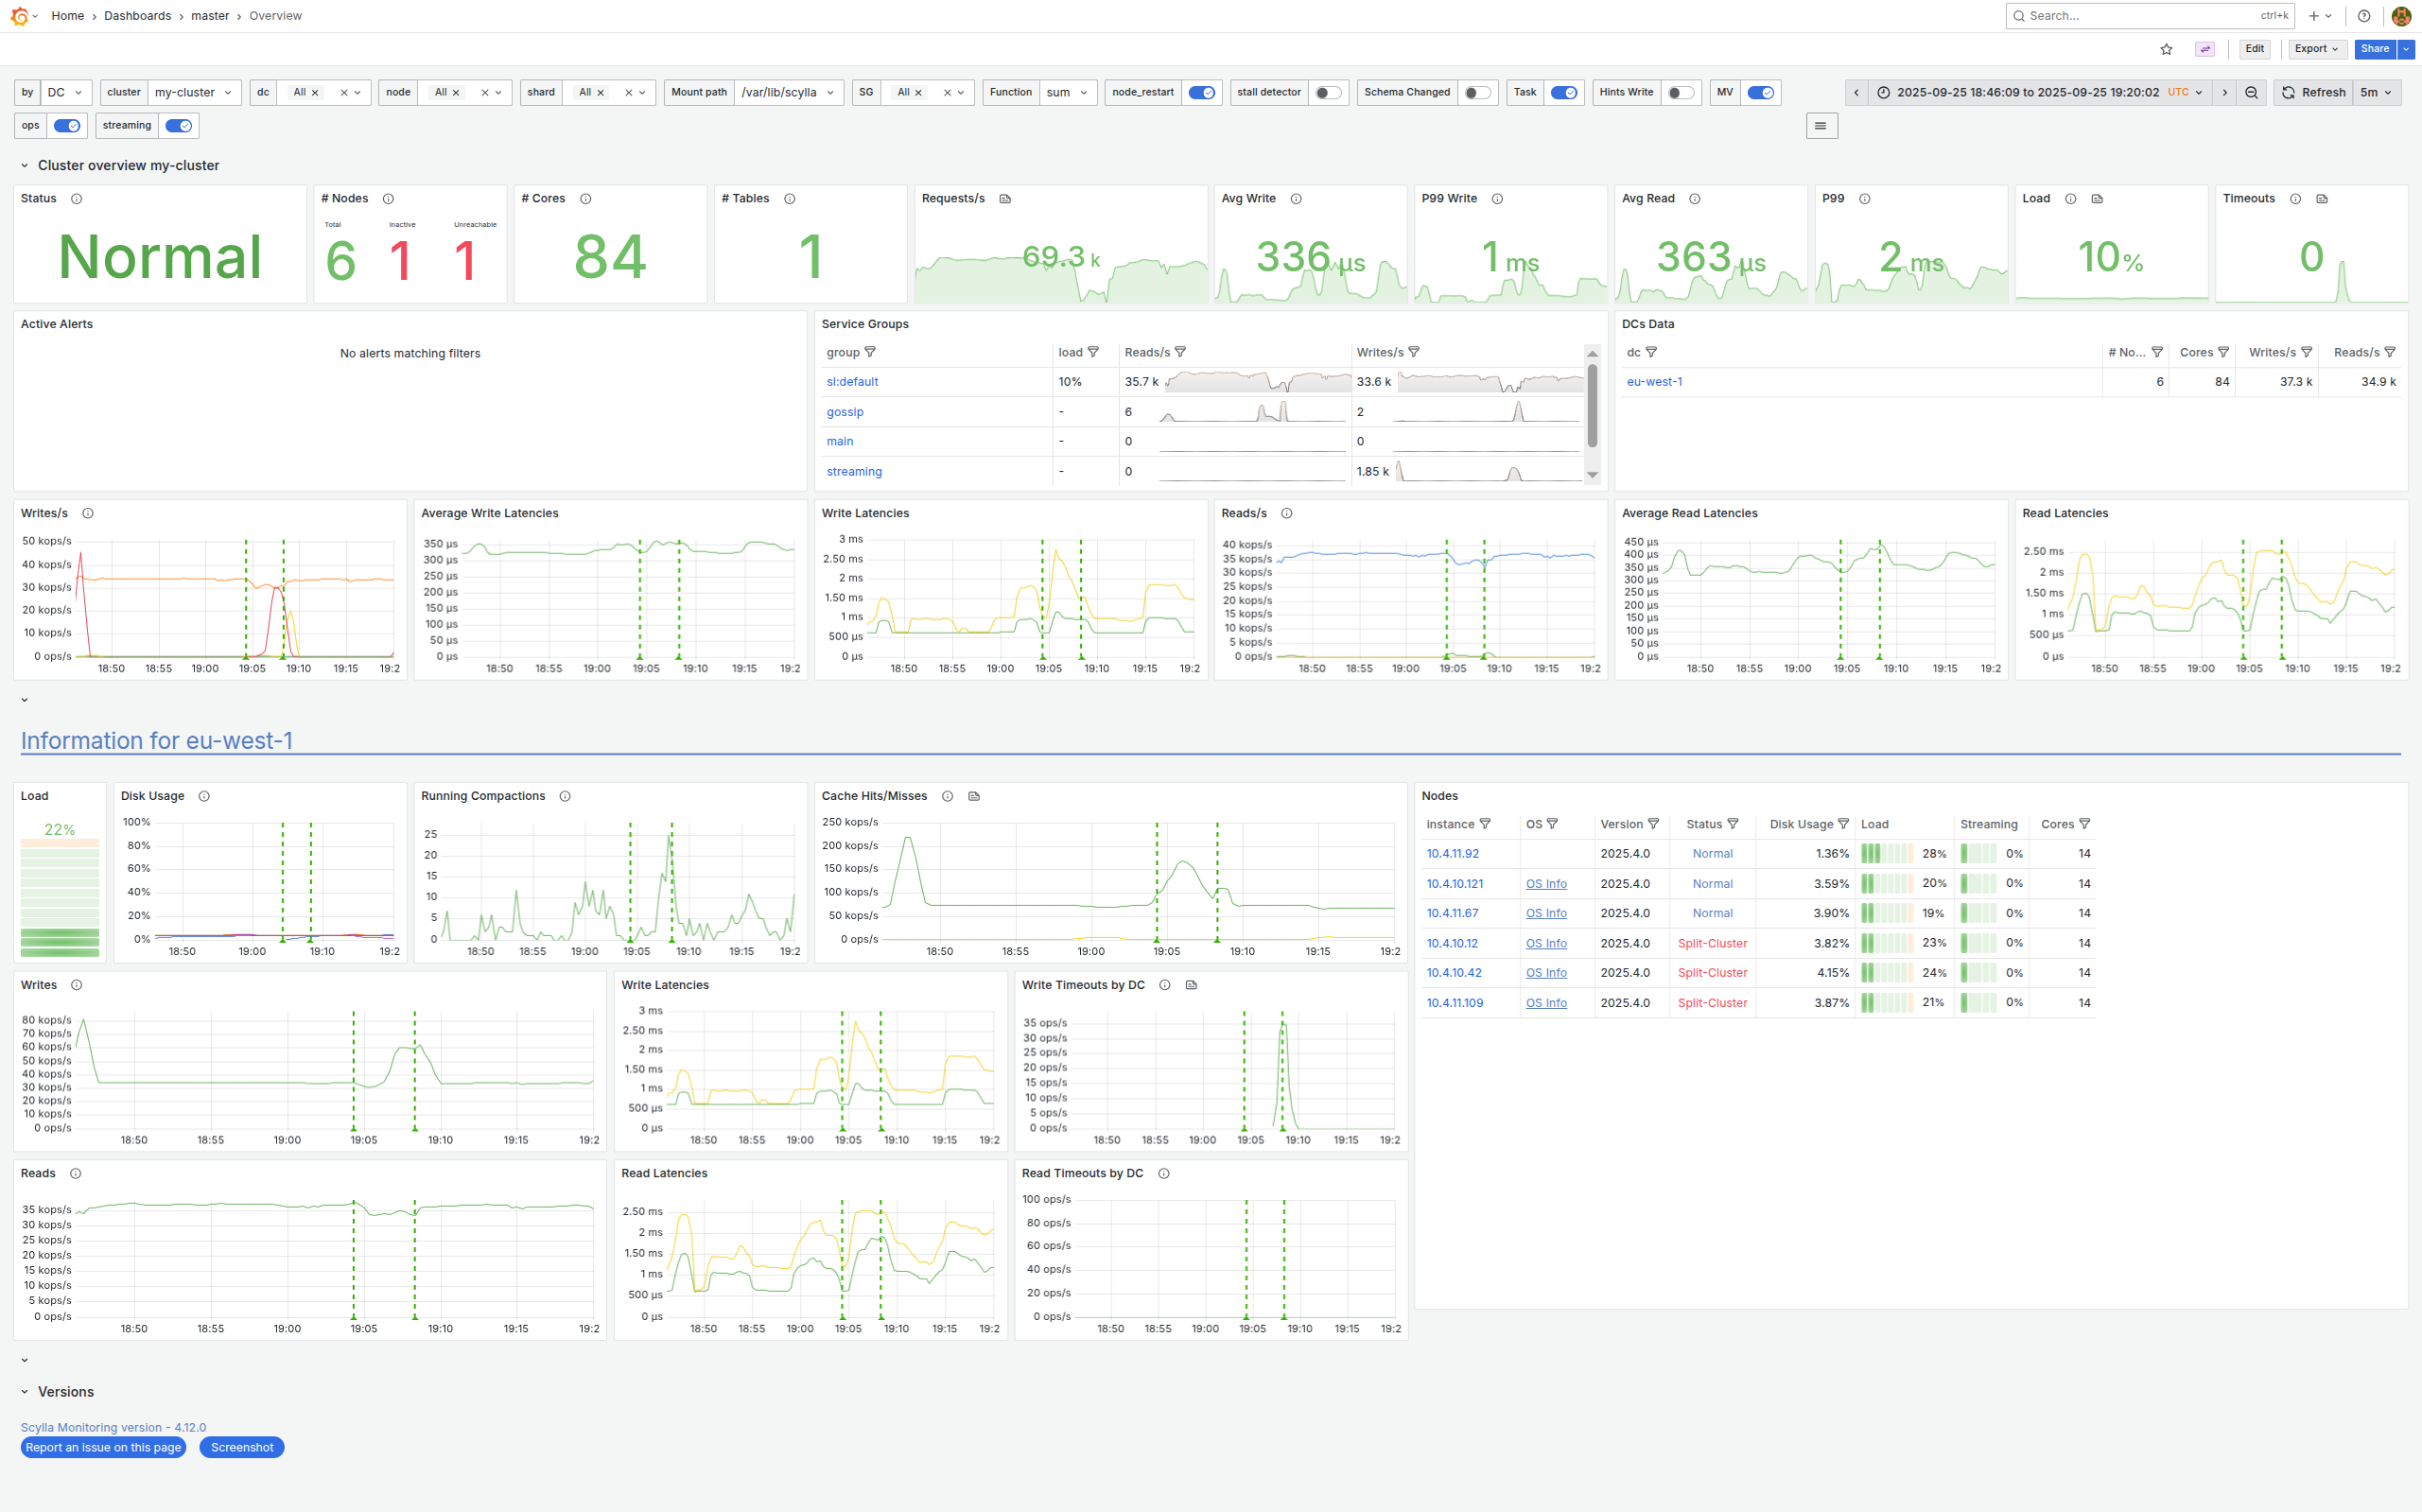 Home › Dashboards › master › Overview
Search... ctrl+k
Edit Export Share
by DC cluster my-cluster dc All node All shard All Mount path /var/lib/scylla SG All Function sum node_restart stall detector Schema Changed Task Hints Write MV
2025-09-25 18:46:09 to 2025-09-25 19:20:02 UTC Refresh 5m
ops streaming
Cluster overview my-cluster
Status
Normal
# Nodes
Total Inactive Unreachable
6 1 1
# Cores
84
# Tables
1
Requests/s
69.3 k
Avg Write
336 µs
P99 Write
1 ms
Avg Read
363 µs
P99
2 ms
Load
10%
Timeouts
0
Active Alerts
No alerts matching filters
Service Groups
group load Reads/s Writes/s
sl:default 10% 35.7 k 33.6 k
gossip - 6 2
main - 0 0
streaming - 0 1.85 k
DCs Data
dc # No... Cores Writes/s Reads/s
eu-west-1 6 84 37.3 k 34.9 k
Writes/s
50 kops/s
40 kops/s
30 kops/s
20 kops/s
10 kops/s
0 ops/s
18:50 18:55 19:00 19:05 19:10 19:15 19:2
Average Write Latencies
350 µs
300 µs
250 µs
200 µs
150 µs
100 µs
50 µs
0 µs
18:50 18:55 19:00 19:05 19:10 19:15 19:2
Write Latencies
3 ms
2.50 ms
2 ms
1.50 ms
1 ms
500 µs
0 µs
18:50 18:55 19:00 19:05 19:10 19:15 19:2
Reads/s
40 kops/s
35 kops/s
30 kops/s
25 kops/s
20 kops/s
15 kops/s
10 kops/s
5 kops/s
0 ops/s
18:50 18:55 19:00 19:05 19:10 19:15 19:2
Average Read Latencies
450 µs
400 µs
350 µs
300 µs
250 µs
200 µs
150 µs
100 µs
50 µs
0 µs
18:50 18:55 19:00 19:05 19:10 19:15 19:2
Read Latencies
2.50 ms
2 ms
1.50 ms
1 ms
500 µs
0 µs
18:50 18:55 19:00 19:05 19:10 19:15 19:2
Information for eu-west-1
Load
22%
Disk Usage
100%
80%
60%
40%
20%
0%
18:50 19:00 19:10 19:2
Running Compactions
25
20
15
10
5
0
18:50 18:55 19:00 19:05 19:10 19:15 19:2
Cache Hits/Misses
250 kops/s
200 kops/s
150 kops/s
100 kops/s
50 kops/s
0 ops/s
18:50 18:55 19:00 19:05 19:10 19:15 19:2
Nodes
instance OS Version Status Disk Usage Load Streaming Cores
10.4.11.92 2025.4.0 Normal 1.36% 28% 0% 14
10.4.10.121 OS Info 2025.4.0 Normal 3.59% 20% 0% 14
10.4.11.67 OS Info 2025.4.0 Normal 3.90% 19% 0% 14
10.4.10.12 OS Info 2025.4.0 Split-Cluster 3.82% 23% 0% 14
10.4.10.42 OS Info 2025.4.0 Split-Cluster 4.15% 24% 0% 14
10.4.11.109 OS Info 2025.4.0 Split-Cluster 3.87% 21% 0% 14
Writes
80 kops/s
70 kops/s
60 kops/s
50 kops/s
40 kops/s
30 kops/s
20 kops/s
10 kops/s
0 ops/s
18:50 18:55 19:00 19:05 19:10 19:15 19:2
Write Latencies
3 ms
2.50 ms
2 ms
1.50 ms
1 ms
500 µs
0 µs
18:50 18:55 19:00 19:05 19:10 19:15 19:2
Write Timeouts by DC
35 ops/s
30 ops/s
25 ops/s
20 ops/s
15 ops/s
10 ops/s
5 ops/s
0 ops/s
18:50 18:55 19:00 19:05 19:10 19:15 19:2
Reads
35 kops/s
30 kops/s
25 kops/s
20 kops/s
15 kops/s
10 kops/s
5 kops/s
0 ops/s
18:50 18:55 19:00 19:05 19:10 19:15 19:2
Read Latencies
2.50 ms
2 ms
1.50 ms
1 ms
500 µs
0 µs
18:50 18:55 19:00 19:05 19:10 19:15 19:2
Read Timeouts by DC
100 ops/s
80 ops/s
60 ops/s
40 ops/s
20 ops/s
0 ops/s
18:50 18:55 19:00 19:05 19:10 19:15 19:2
Versions
Scylla Monitoring version - 4.12.0
Report an issue on this page Screenshot